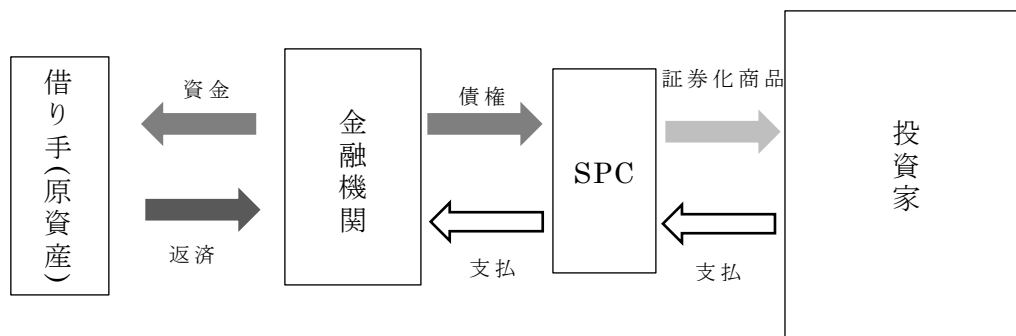 借り手(原資産)
資金
返済
金融機関
債権
支払
SPC
証券化商品
支払
投資家